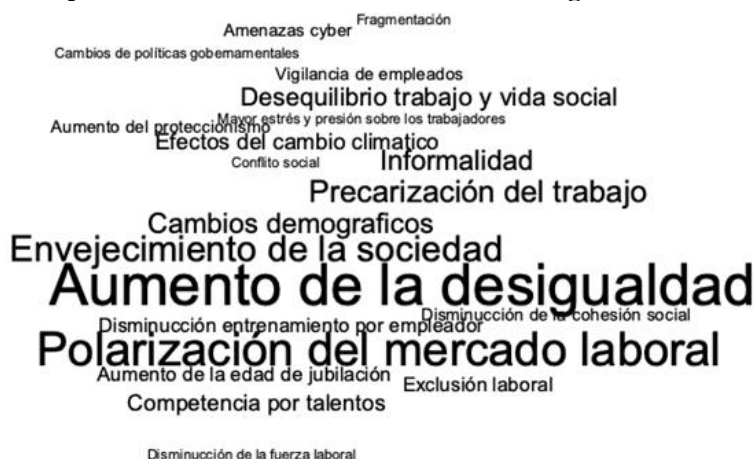 Fragmentación
Amenazas cyber
Cambios de políticas gobernamentales
Vigilancia de empleados
Desequilibrio trabajo y vida social
Mayor estrés y presión sobre los trabajadores
Aumento del proteccionismo
Efectos del cambio climatico
Conflito social
Informalidad
Precarización del trabajo
Cambios demograficos
Envejecimiento de la sociedad
Aumento de la desigualdad
Disminucción de la cohesión social
Disminucción entrenamiento por empleador
Polarización del mercado laboral
Aumento de la edad de jubilación
Exclusión laboral
Competencia por talentos
Disminucción de la fuerza laboral